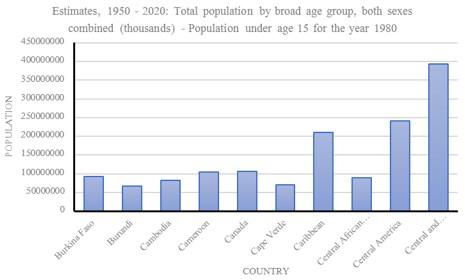 Estimates, 1950 - 2020: Total population by broad age group, both sexes
combined (thousands) - Population under age 15 for the year 1980
450000000
400000000
350000000
300000000
250000000
200000000
150000000
100000000
50000000
0
POPULATION
Burkina Faso
Burundi
Cambodia
Cameroon
Canada
Cape Verde
Caribbean
Central African...
Central America
Central and...
COUNTRY